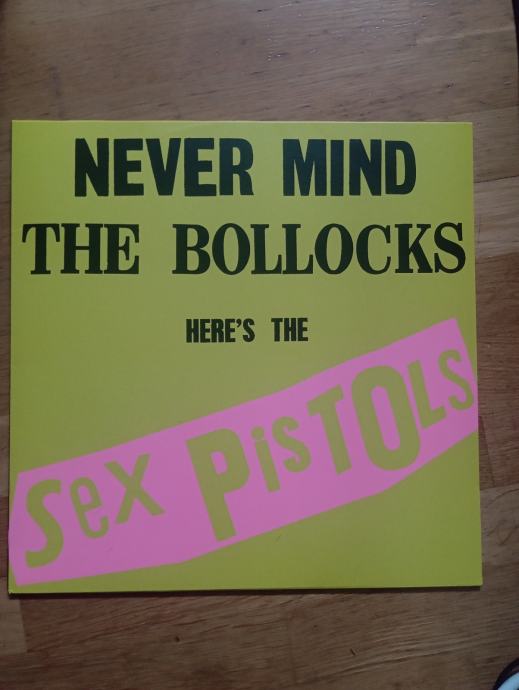 NEVER MIND
THE BOLLOCKS
HERE'S THE
Sex PisTOLS